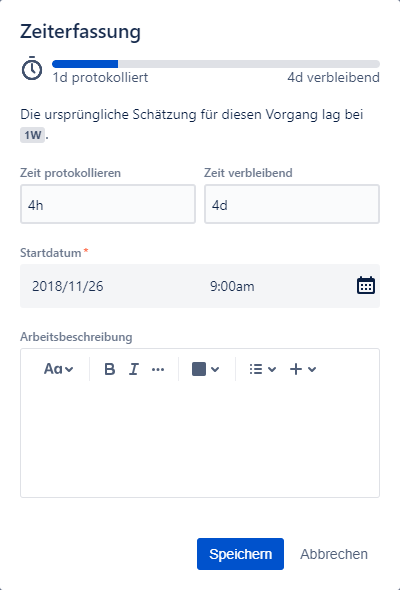 Zeiterfassung
1d protokolliert 4d verbleibend
Die ursprüngliche Schätzung für diesen Vorgang lag bei
1W.
Zeit protokollieren Zeit verbleibend
4h 4d
Startdatum*
2018/11/26 9:00am
Arbeitsbeschreibung
Aa B I ···
Speichern Abbrechen